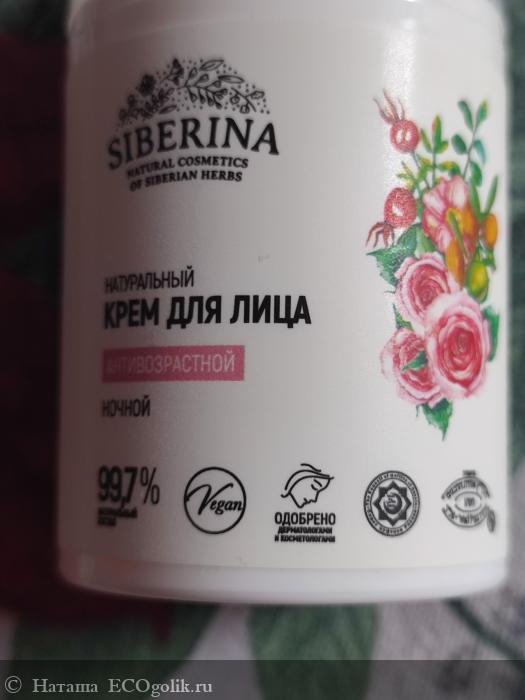 SIBERINA
NATURAL COSMETICS
OF SIBERIAN HERBS
НАТУРАЛЬНЫЙ
КРЕМ ДЛЯ ЛИЦА
АНТИВОЗРАСТНОЙ
НОЧНОЙ
99,7%
Vegan
ОДОБРЕНО
ДЕРМАТОЛОГАМИ
И КОСМЕТОЛОГАМИ
© Наташа ECOgolik.ru